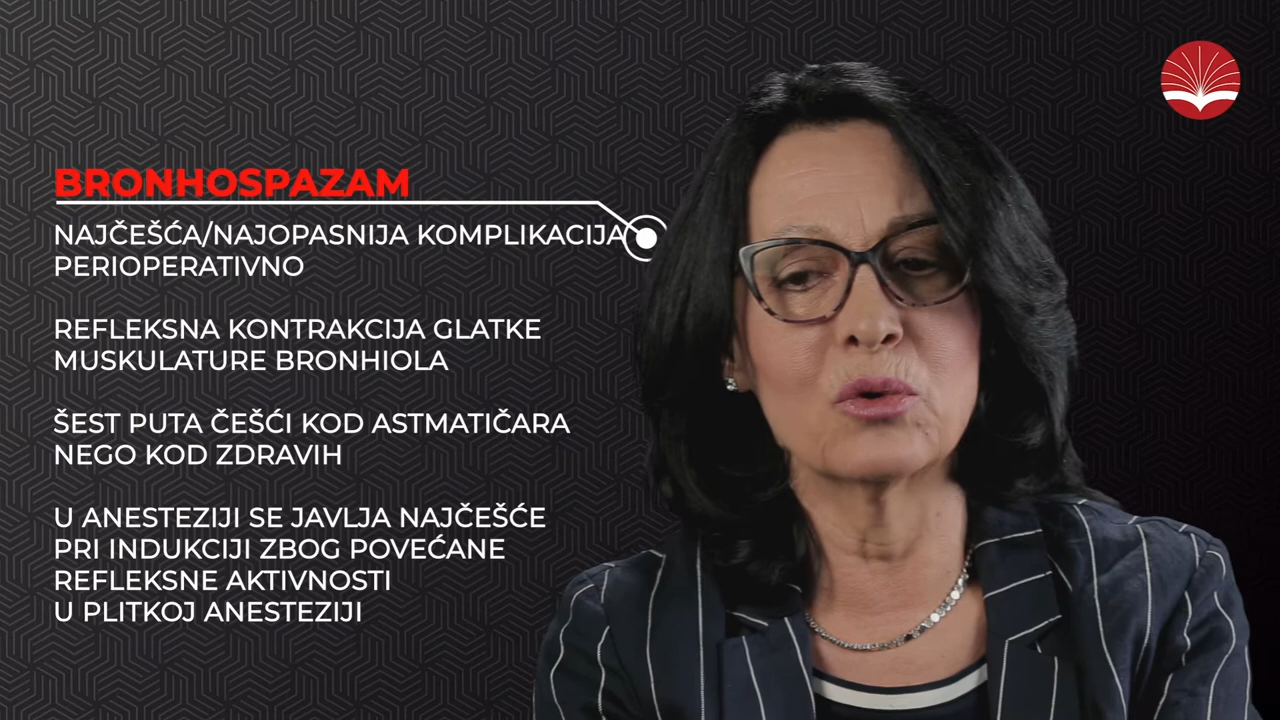 BRONHOSPAZAM
NAJČEŠĆA/NAJOPASNIJA KOMPLIKACIJA
PERIOPERATIVNO
REFLEKSNA KONTRAKCIJA GLATKE
MUSKULATURE BRONHIOLA
ŠEST PUTA ČEŠĆI KOD ASTMATIČARA
NEGO KOD ZDRAVIH
U ANESTEZIJI SE JAVLJA NAJČEŠĆE
PRI INDUKCIJI ZBOG POVEĆANE
REFLEKSNE AKTIVNOSTI
U PLITKOJ ANESTEZIJI